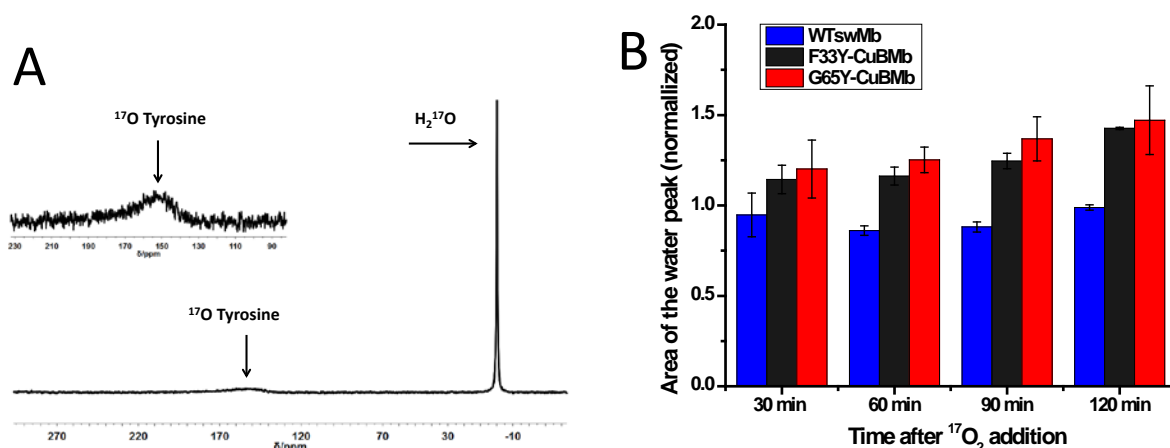 A
¹⁷O Tyrosine
H₂¹⁷O
230 210 190 170 150 130 110 90
δ/ppm
¹⁷O Tyrosine
270 220 170 120 70 30 -10
δ/ppm
B
WTswMb
F33Y-CuBMb
G65Y-CuBMb
Area of the water peak (normallized)
2.0
1.5
1.0
0.5
0.0
30 min 60 min 90 min 120 min
Time after ¹⁷O₂ addition